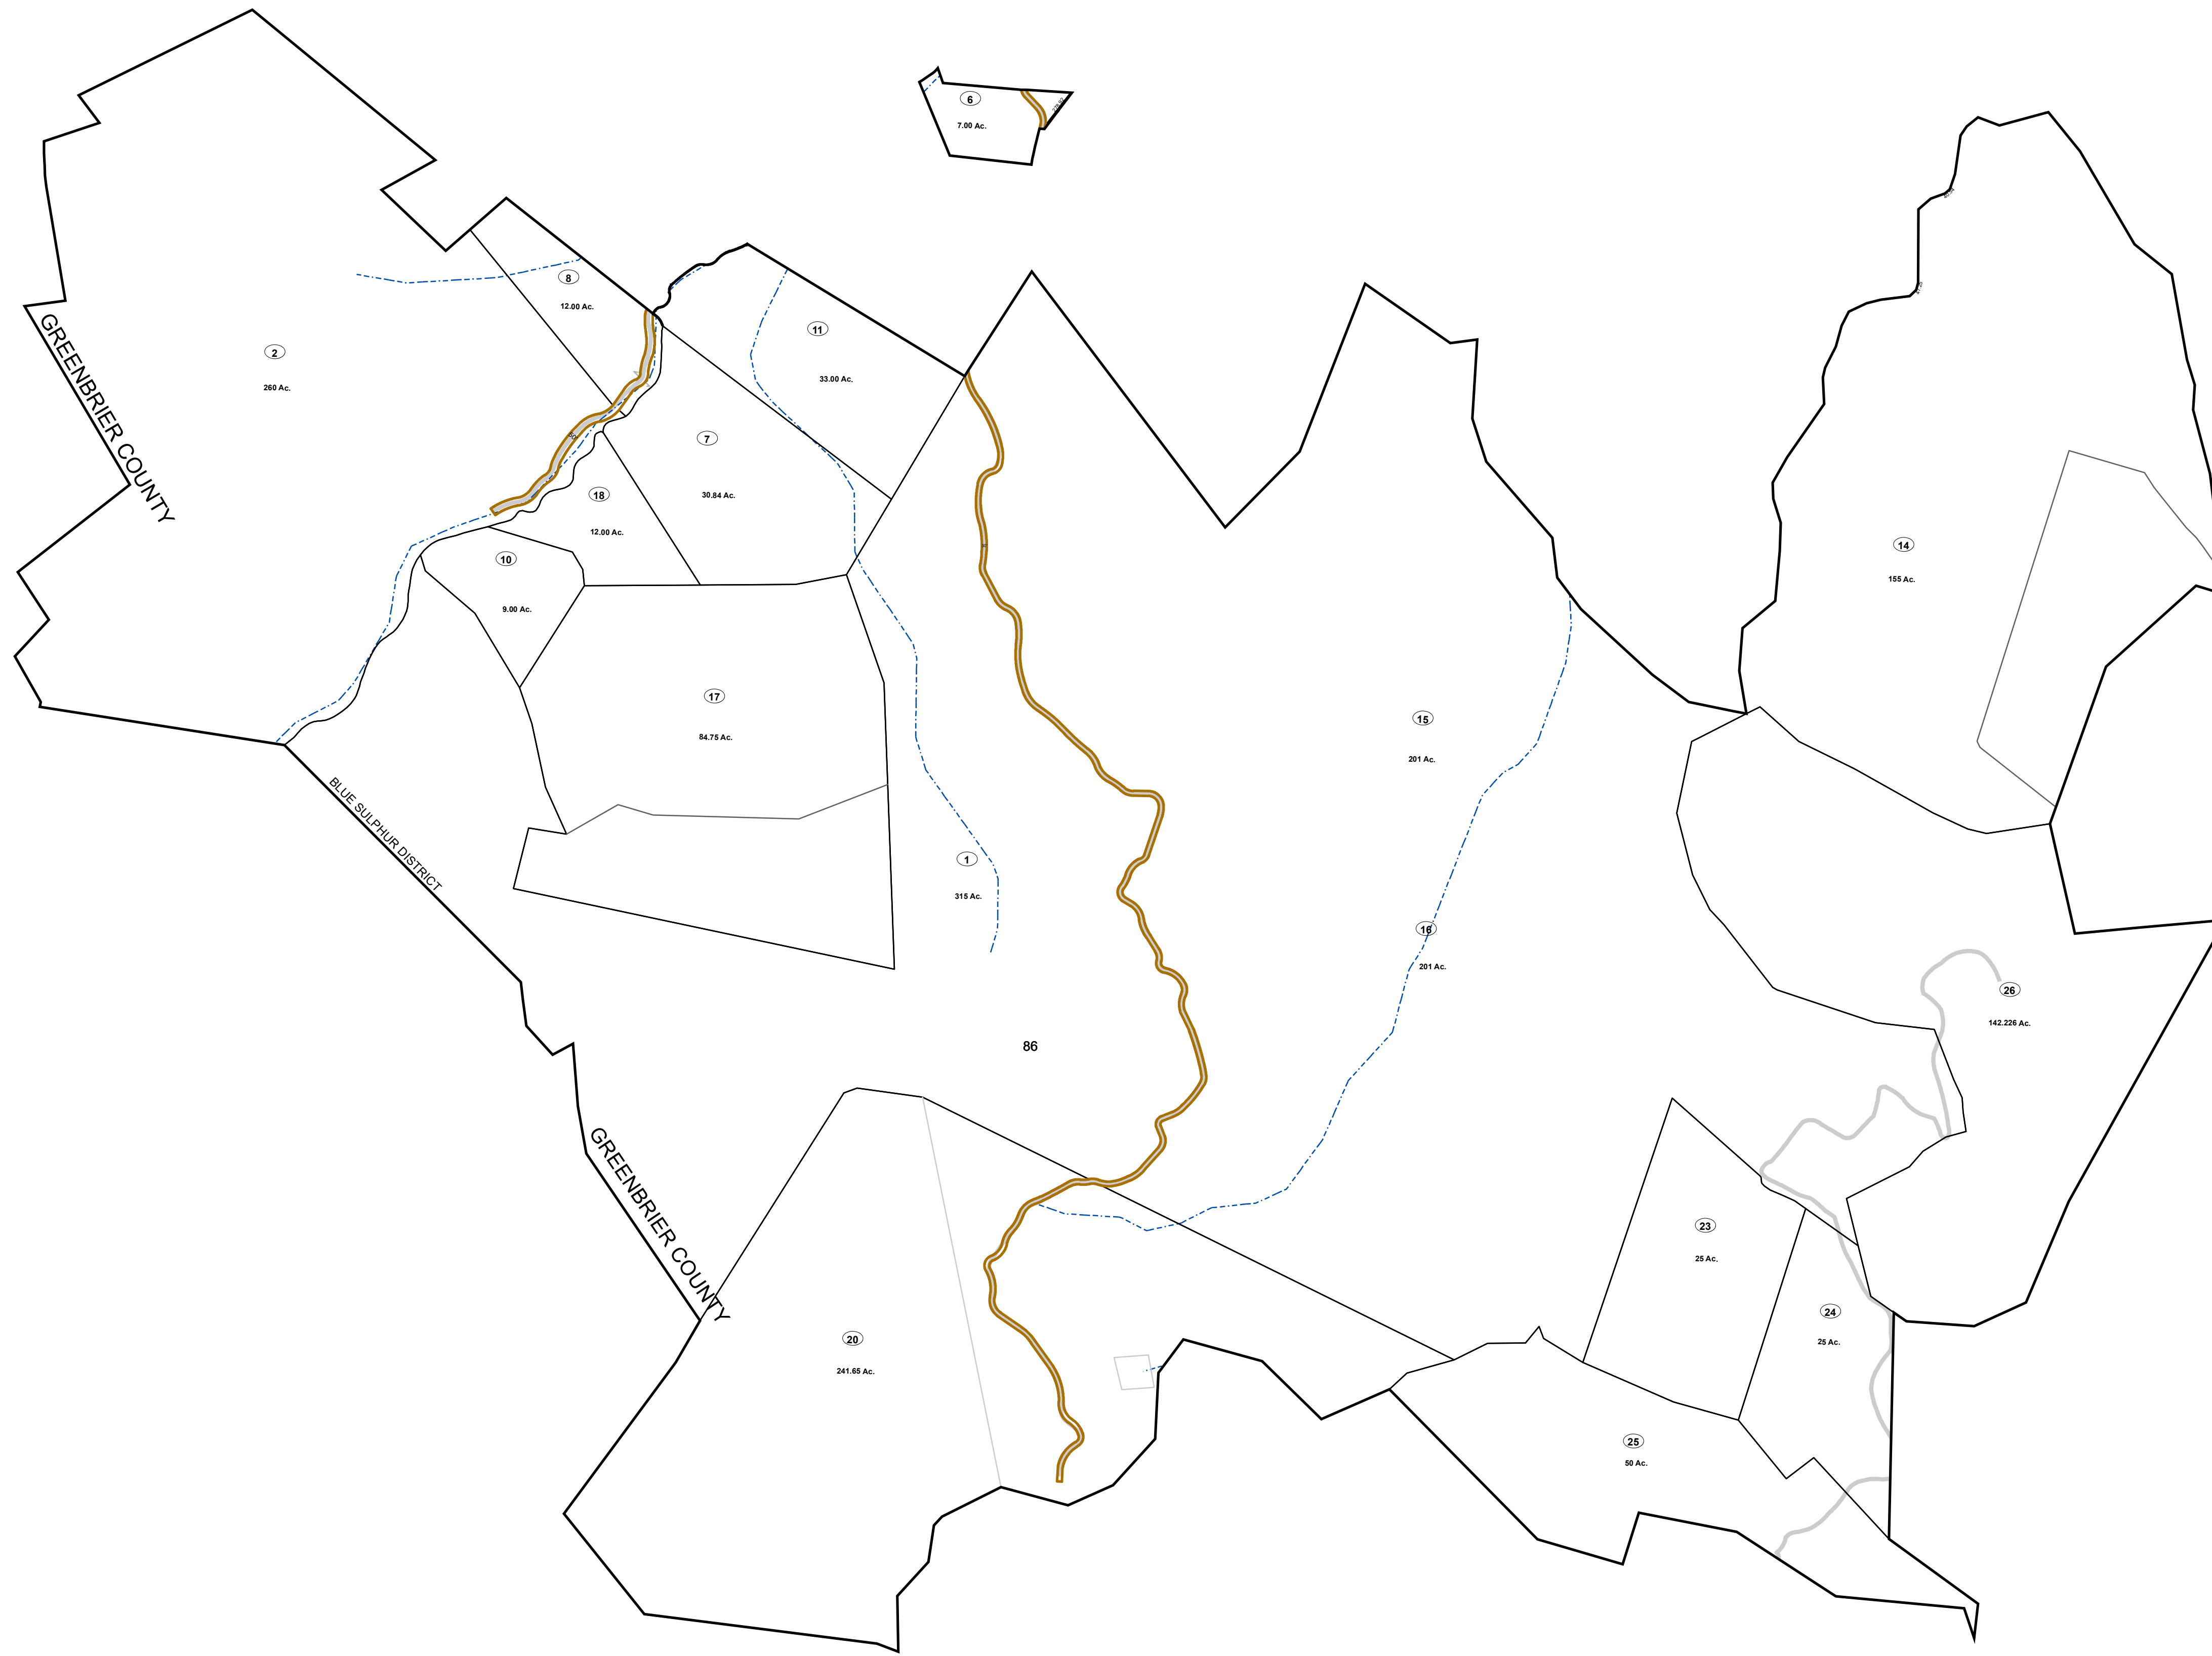 6
7.00 Ac.
8
12.00 Ac.
11
33.00 Ac.
2
260 Ac.
GREENBRIER COUNTY
7
30.84 Ac.
18
12.00 Ac.
10
9.00 Ac.
14
155 Ac.
17
84.75 Ac.
15
201 Ac.
BLUE SULPHUR DISTRICT
1
315 Ac.
16
201 Ac.
26
142.226 Ac.
86
GREENBRIER COUNTY
23
25 Ac.
24
25 Ac.
20
241.65 Ac.
25
50 Ac.